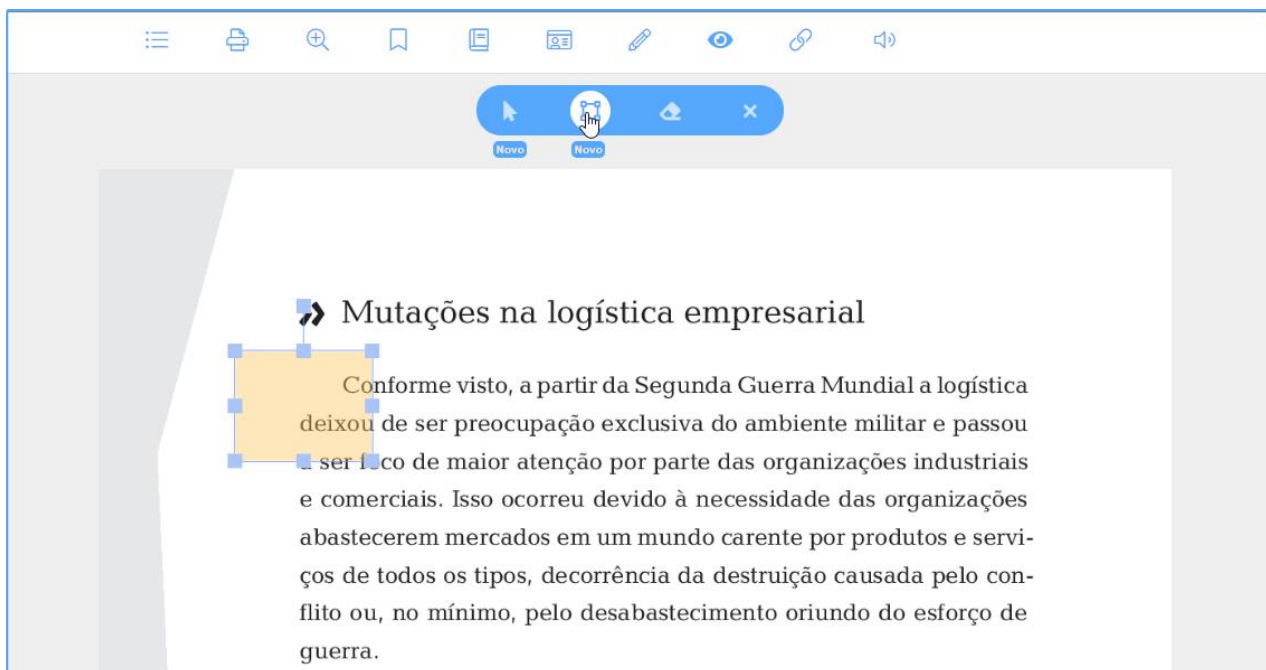 Novo
Novo
Mutações na logística empresarial
Conforme visto, a partir da Segunda Guerra Mundial a logística
deixou de ser preocupação exclusiva do ambiente militar e passou
a ser foco de maior atenção por parte das organizações industriais
e comerciais. Isso ocorreu devido à necessidade das organizações
abastecerem mercados em um mundo carente por produtos e servi-
ços de todos os tipos, decorrência da destruição causada pelo con-
flito ou, no mínimo, pelo desabastecimento oriundo do esforço de
guerra.